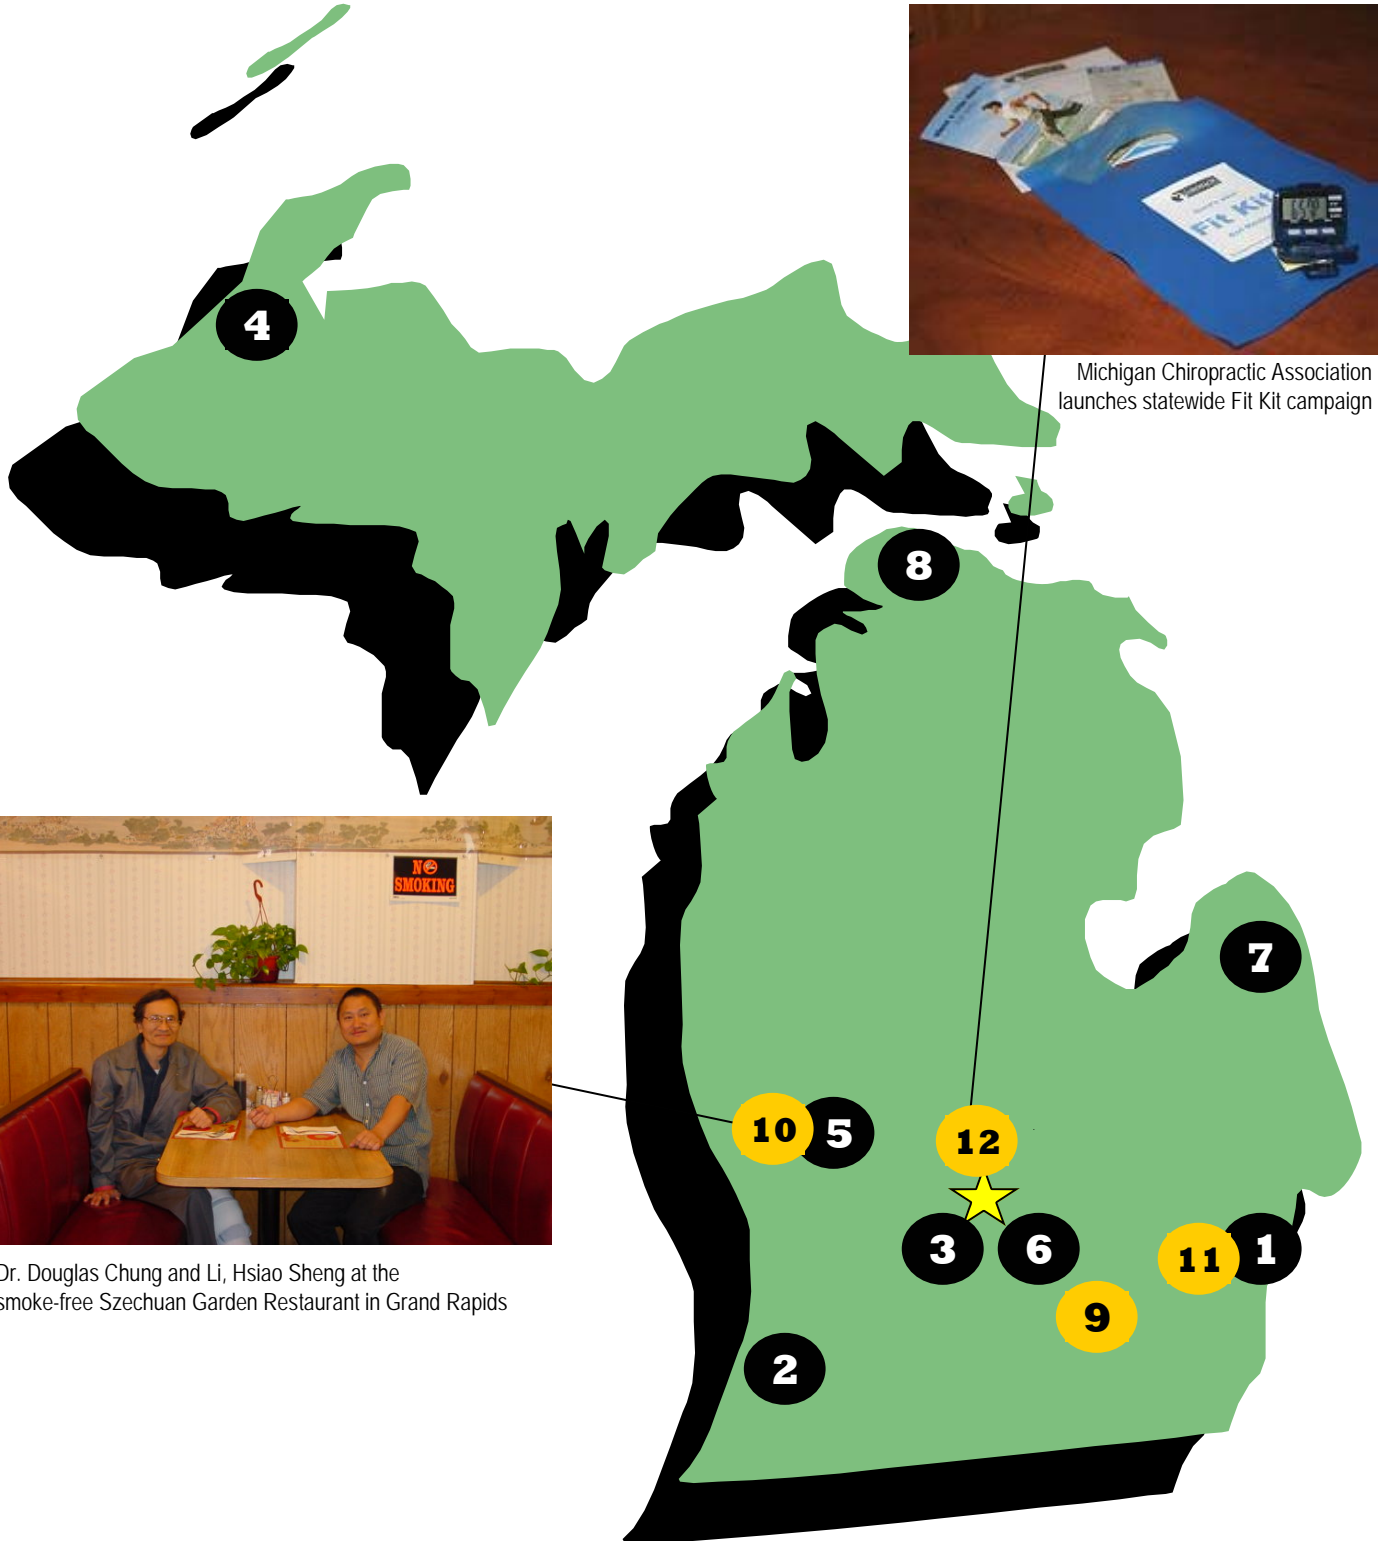 Fit Kit
Michigan Chiropractic Association
launches statewide Fit Kit campaign
4
8
NO
SMOKING
7
10
5
12
3
6
11
1
9
2
Dr. Douglas Chung and Li, Hsiao Sheng at the
smoke-free Szechuan Garden Restaurant in Grand Rapids